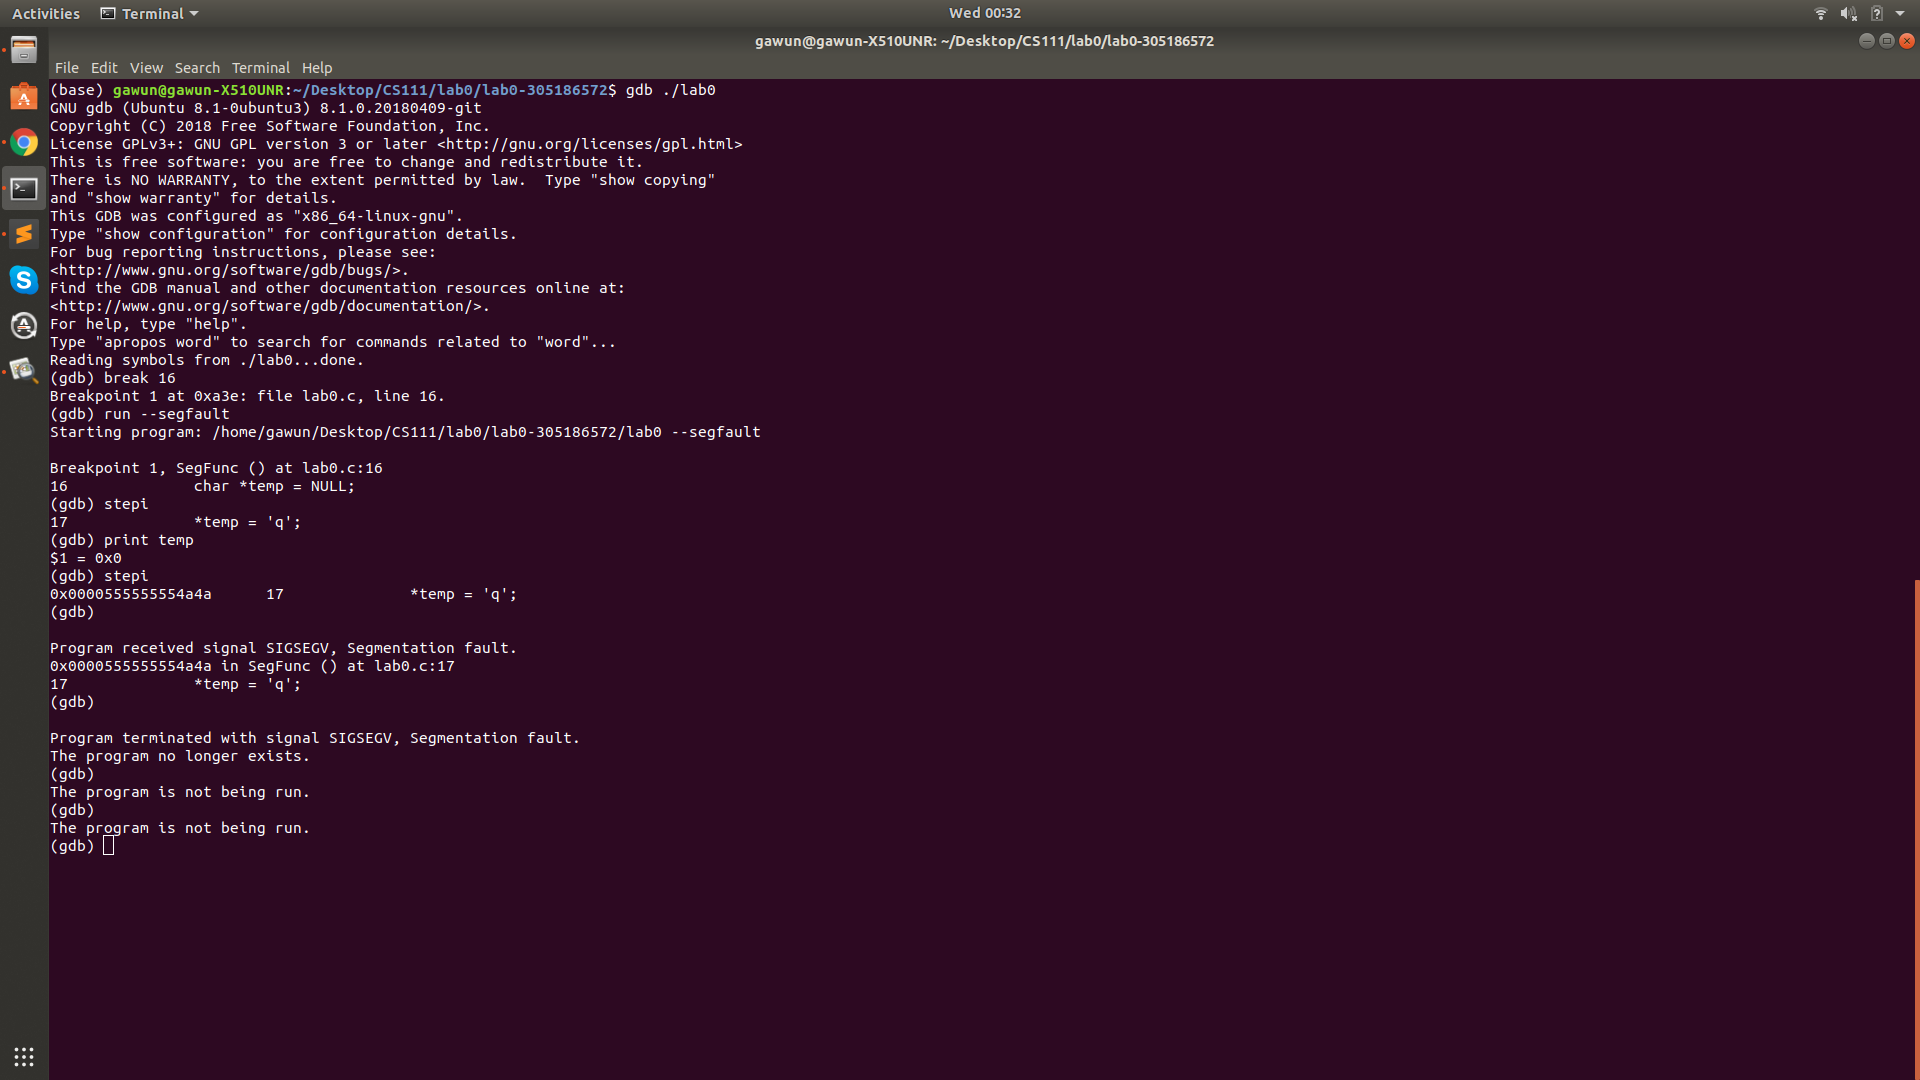 Activities Terminal Wed 00:32
gawun@gawun-X510UNR: ~/Desktop/CS111/lab0/lab0-305186572
File Edit View Search Terminal Help
(base) gawun@gawun-X510UNR:~/Desktop/CS111/lab0/lab0-305186572$ gdb ./lab0
GNU gdb (Ubuntu 8.1-0ubuntu3) 8.1.0.20180409-git
Copyright (C) 2018 Free Software Foundation, Inc.
License GPLv3+: GNU GPL version 3 or later <http://gnu.org/licenses/gpl.html>
This is free software: you are free to change and redistribute it.
There is NO WARRANTY, to the extent permitted by law.  Type "show copying"
and "show warranty" for details.
This GDB was configured as "x86_64-linux-gnu".
Type "show configuration" for configuration details.
For bug reporting instructions, please see:
<http://www.gnu.org/software/gdb/bugs/>.
Find the GDB manual and other documentation resources online at:
<http://www.gnu.org/software/gdb/documentation/>.
For help, type "help".
Type "apropos word" to search for commands related to "word"...
Reading symbols from ./lab0...done.
(gdb) break 16
Breakpoint 1 at 0xa3e: file lab0.c, line 16.
(gdb) run --segfault
Starting program: /home/gawun/Desktop/CS111/lab0/lab0-305186572/lab0 --segfault
Breakpoint 1, SegFunc () at lab0.c:16
16              char *temp = NULL;
(gdb) stepi
17              *temp = 'q';
(gdb) print temp
$1 = 0x0
(gdb) stepi
0x0000555555554a4a      17              *temp = 'q';
(gdb)
Program received signal SIGSEGV, Segmentation fault.
0x0000555555554a4a in SegFunc () at lab0.c:17
17              *temp = 'q';
(gdb)
Program terminated with signal SIGSEGV, Segmentation fault.
The program no longer exists.
(gdb)
The program is not being run.
(gdb)
The program is not being run.
(gdb)